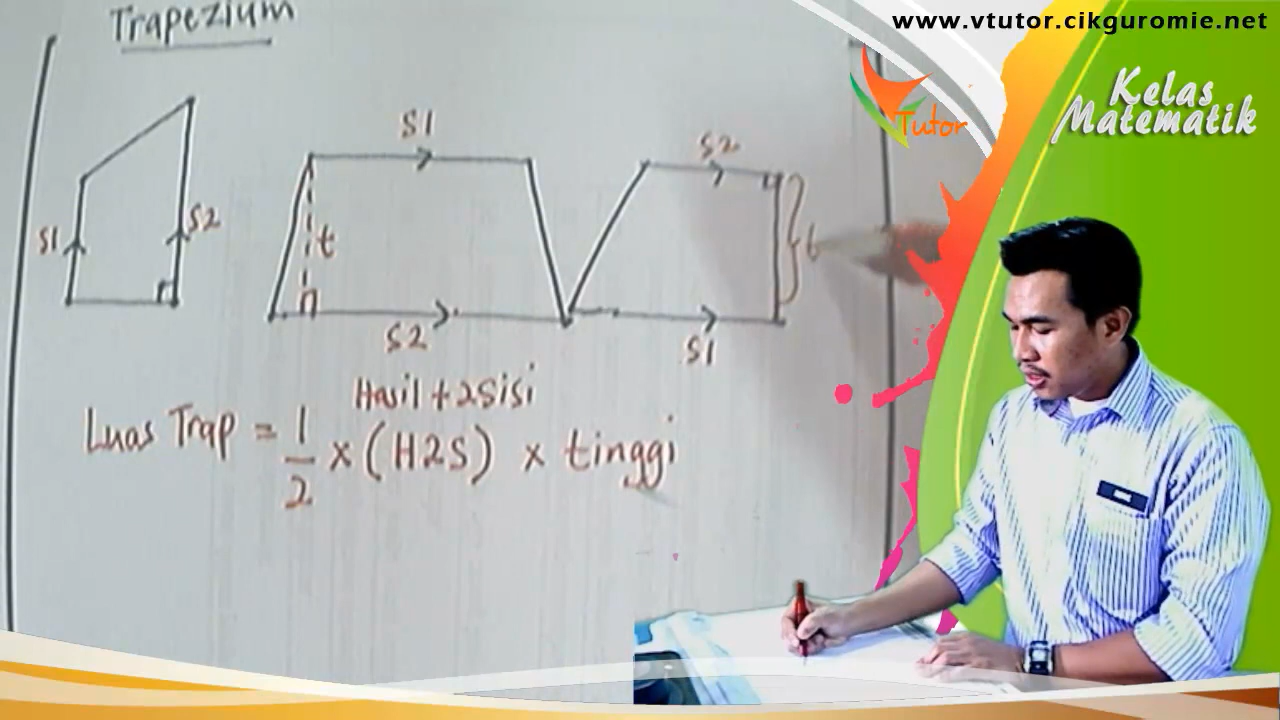 www.vtutor.cikguromie.net
Trapezium
Kelas
Matematik
Tutor
S1
S2
t
S1
S2
S2
t
S1
Hasil + 2 Sisi
Luas Trap = 1/2 x (H2S) x tinggi